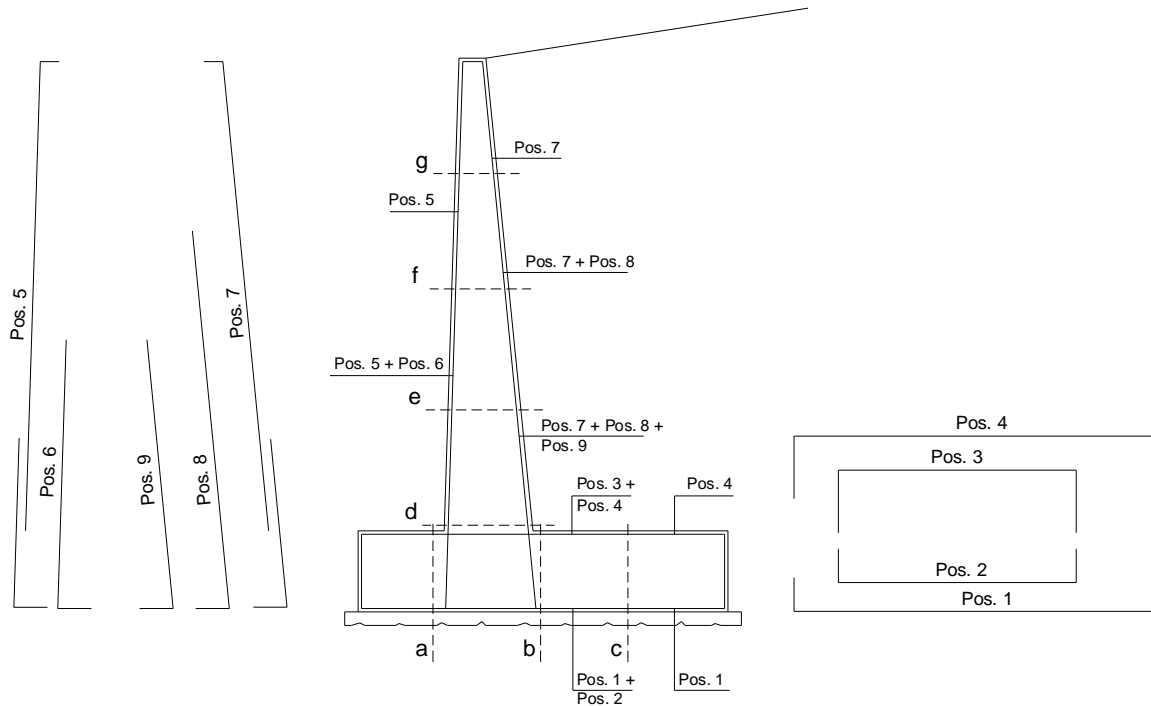 Pos. 5
Pos. 6
Pos. 9
Pos. 8
Pos. 7
g
Pos. 7
Pos. 5
f
Pos. 7 + Pos. 8
Pos. 5 + Pos. 6
e
Pos. 7 + Pos. 8 +
Pos. 9
d
Pos. 3 +
Pos. 4
Pos. 4
a
b
c
Pos. 1 +
Pos. 2
Pos. 1
Pos. 4
Pos. 3
Pos. 2
Pos. 1